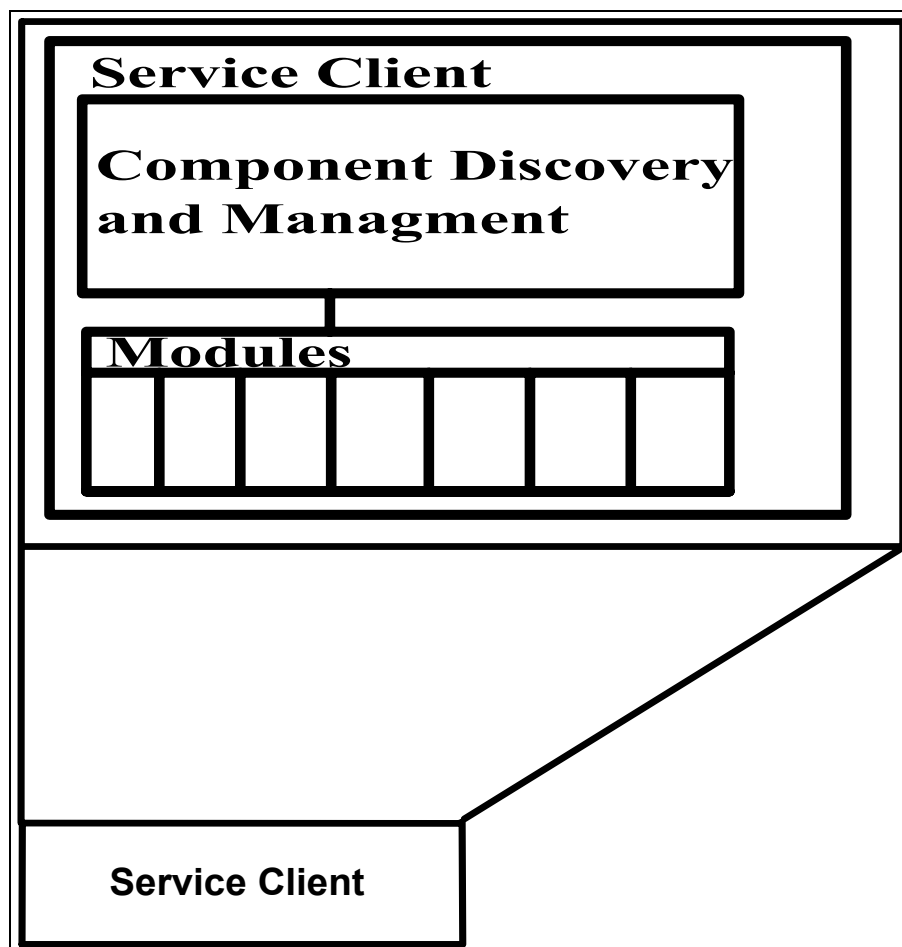 Service Client
Component Discovery
and Managment
Modules
Service Client